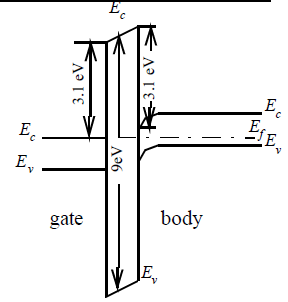 E_c
3.1 eV
3.1 eV
E_c
E_c
E_f
E_v
E_v
9eV
gate
body
E_v